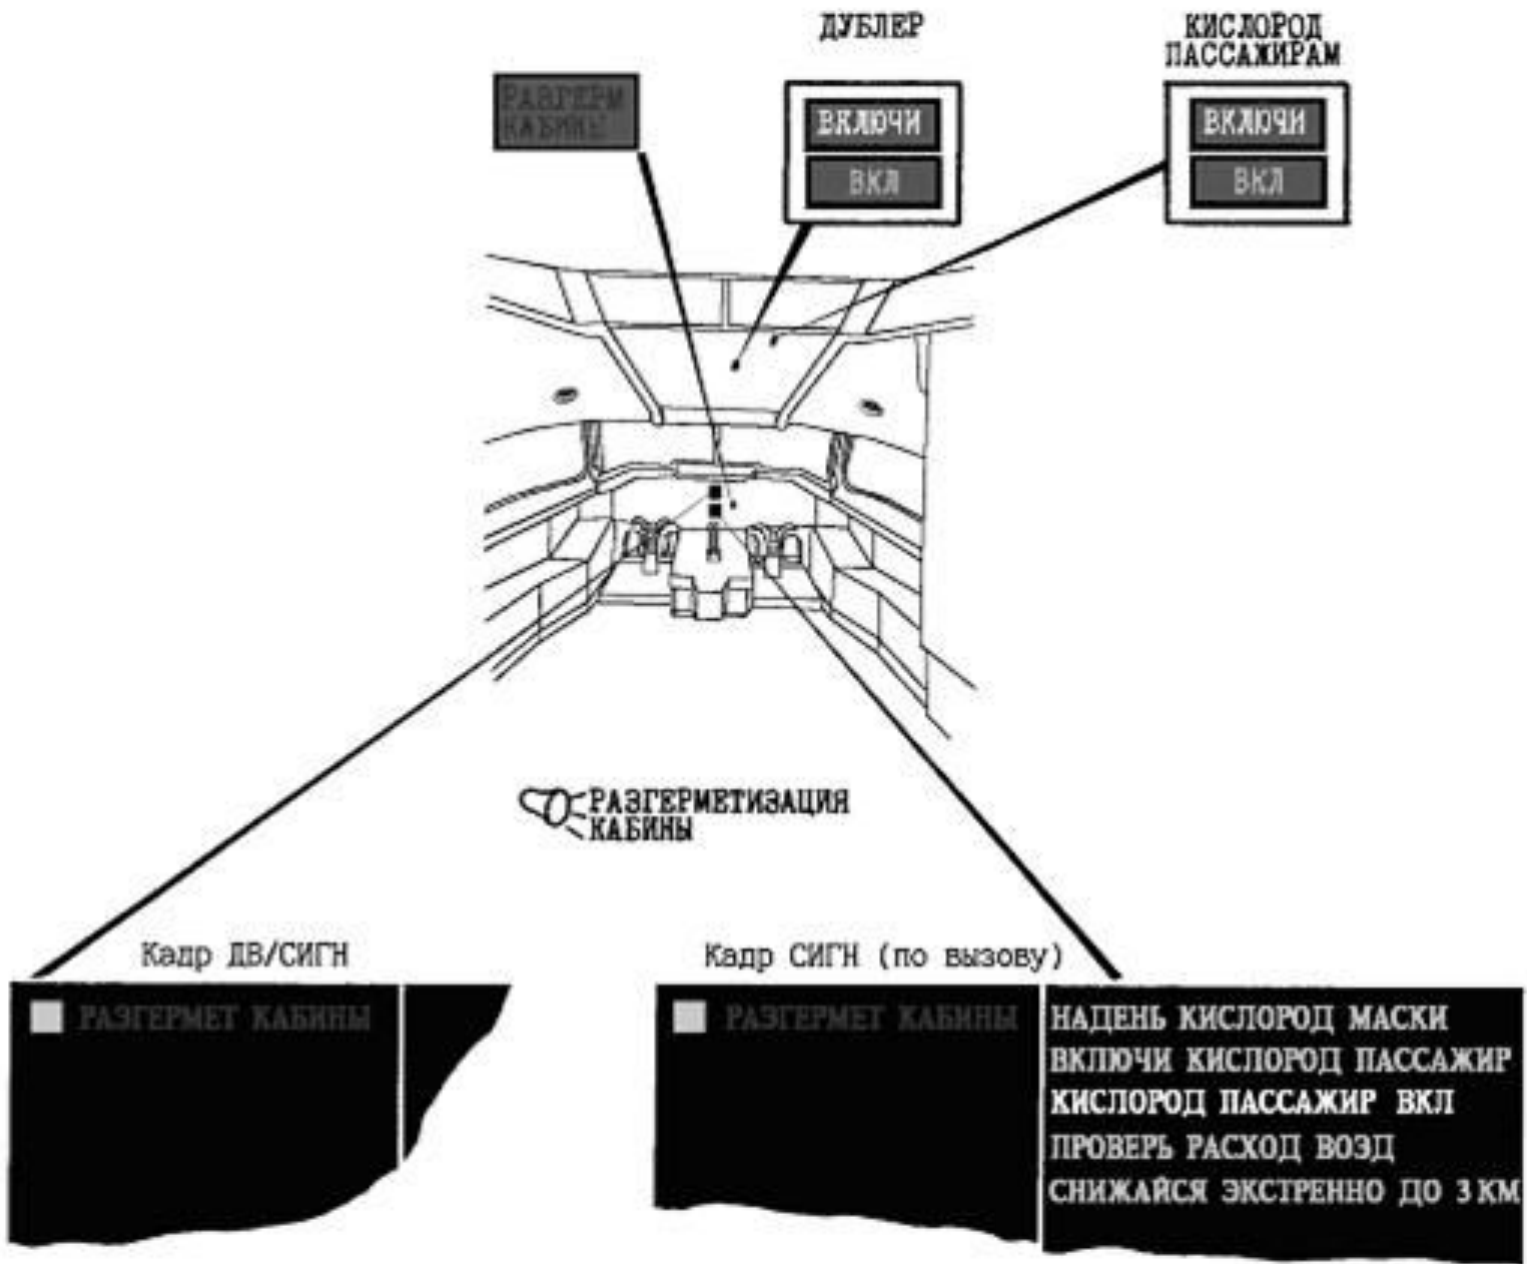 ДУБЛЕР
КИСЛОРОД
ПАССАЖИРАМ
РАЗГЕРМ
КАБИНЫ
ВКЛЮЧИ
ВКЛ
ВКЛЮЧИ
ВКЛ
РАЗГЕРМЕТИЗАЦИЯ
КАБИНЫ
Кадр ДВ/СИГН
РАЗГЕРМЕТ КАБИНЫ
Кадр СИГН (по вызову)
РАЗГЕРМЕТ КАБИНЫ
НАДЕНЬ КИСЛОРОД МАСКИ
ВКЛЮЧИ КИСЛОРОД ПАССАЖИР
КИСЛОРОД ПАССАЖИР ВКЛ
ПРОВЕРЬ РАСХОД ВОЗД
СНИЖАЙСЯ ЭКСТРЕННО ДО 3 КМ